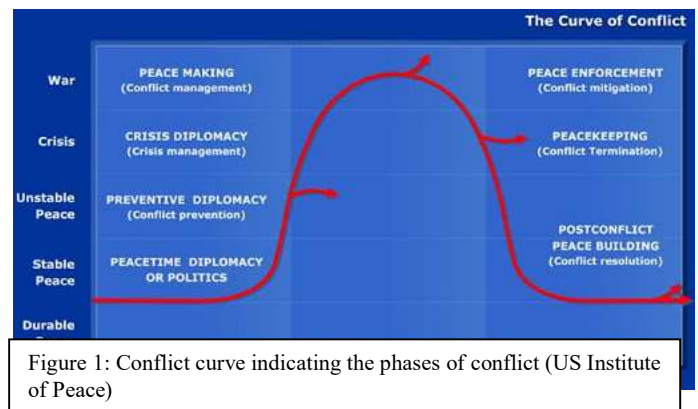 The Curve of Conflict
War
PEACE MAKING
(Conflict management)
PEACE ENFORCEMENT
(Conflict mitigation)
Crisis
CRISIS DIPLOMACY
(Crisis management)
PEACEKEEPING
(Conflict Termination)
Unstable
Peace
PREVENTIVE DIPLOMACY
(Conflict prevention)
Stable
Peace
PEACETIME DIPLOMACY
OR POLITICS
POSTCONFLICT
PEACE BUILDING
(Conflict resolution)
Durable
Figure 1: Conflict curve indicating the phases of conflict (US Institute
of Peace)